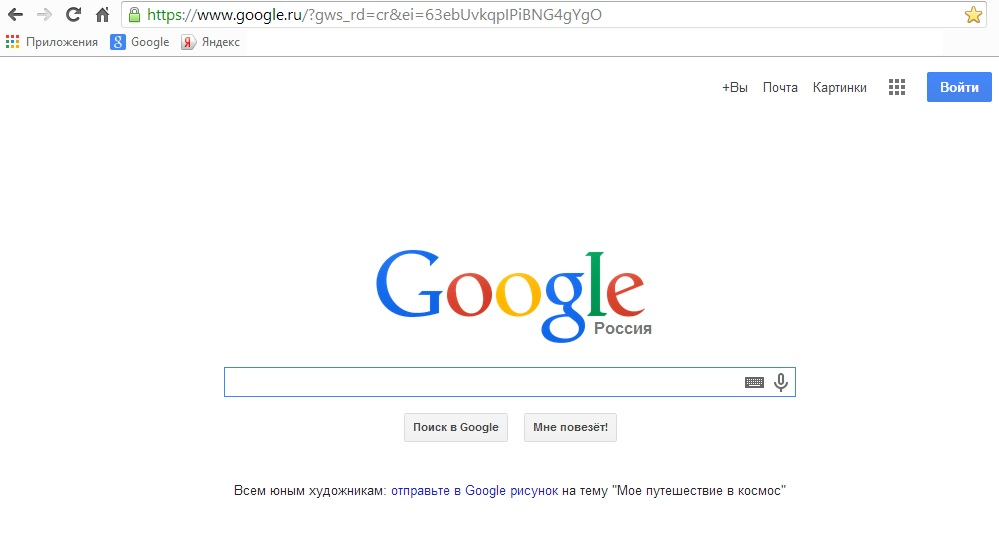 https://www.google.ru/?gws_rd=cr&ei=63ebUvkqpIPiBNG4gYgO
Приложения Google Яндекс
+Вы Почта Картинки Войти
Google
Россия
Поиск в Google Мне повезёт!
Всем юным художникам: отправьте в Google рисунок на тему "Мое путешествие в космос"